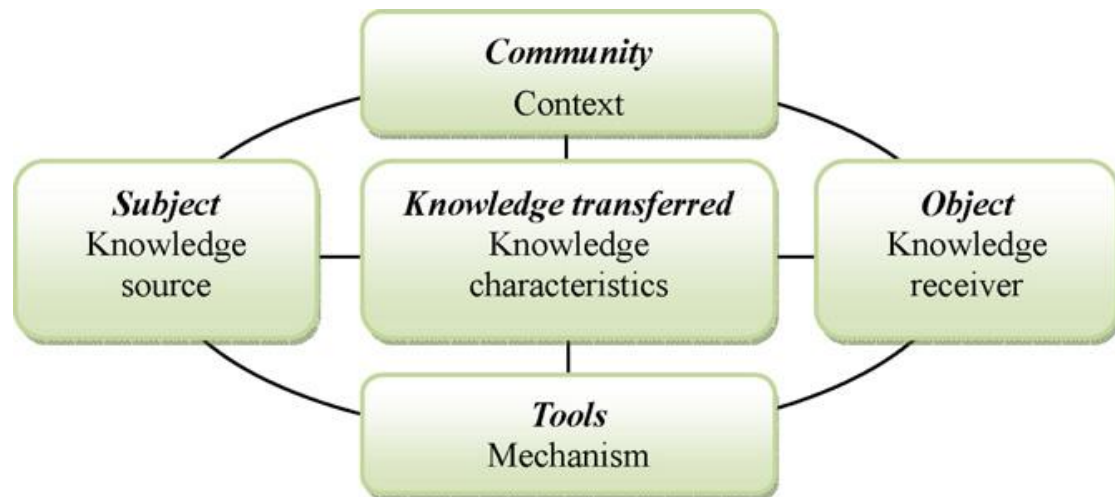 Community
Context
Subject
Knowledge
source
Knowledge transferred
Knowledge
characteristics
Object
Knowledge
receiver
Tools
Mechanism